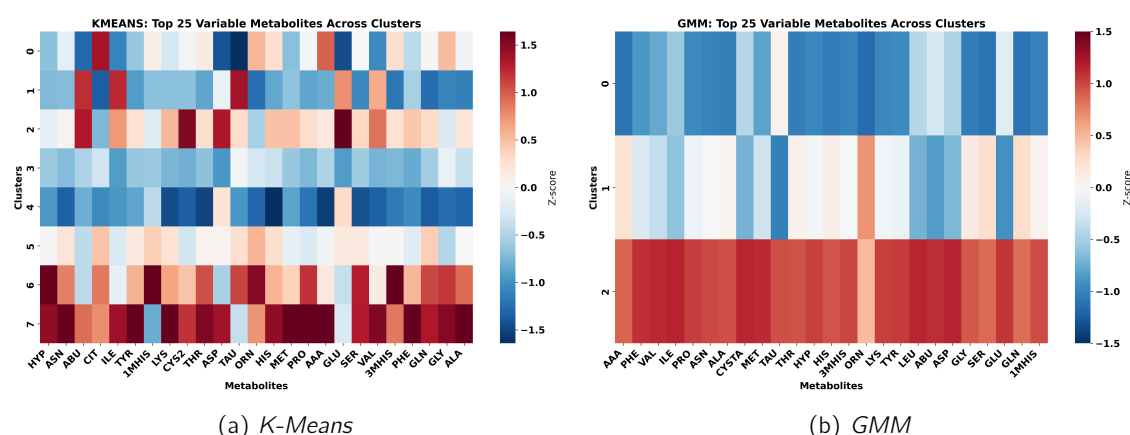 KMEANS: Top 25 Variable Metabolites Across Clusters
0
1
2
3
4
5
6
7
Clusters
HYP ASN ABU CIT ILE TYR 1MHIS LYS CYS2 THR ASP TAU ORN HIS MET PRO AAA GLU SER VAL 3MHIS PHE GLN GLY ALA
Metabolites
1.5
1.0
0.5
0.0
−0.5
−1.0
−1.5
Z-score
(a) K-Means
GMM: Top 25 Variable Metabolites Across Clusters
0
1
2
Clusters
AAA PHE VAL ILE PRO ASN ALA CYSTA MET TAU THR HYP HIS 3MHIS ORN LYS TYR LEU ABU ASP GLY SER GLU GLN 1MHIS
Metabolites
1.5
1.0
0.5
0.0
−0.5
−1.0
−1.5
Z-score
(b) GMM